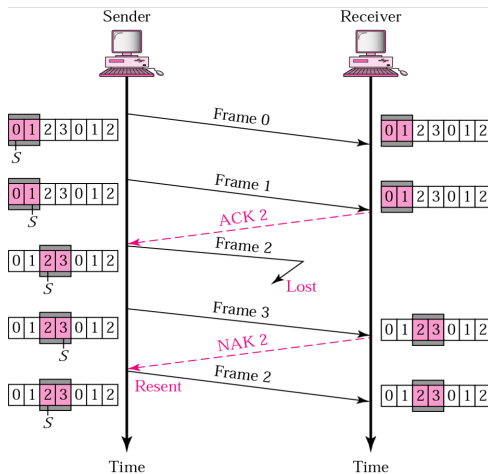 Sender Receiver
Frame 0
0 1 2 3 0 1 2
S
0 1 2 3 0 1 2
Frame 1
0 1 2 3 0 1 2
S
0 1 2 3 0 1 2
ACK 2
Frame 2
0 1 2 3 0 1 2
S
Lost
Frame 3
0 1 2 3 0 1 2
S
0 1 2 3 0 1 2
NAK 2
Resent
Frame 2
0 1 2 3 0 1 2
S
0 1 2 3 0 1 2
Time Time